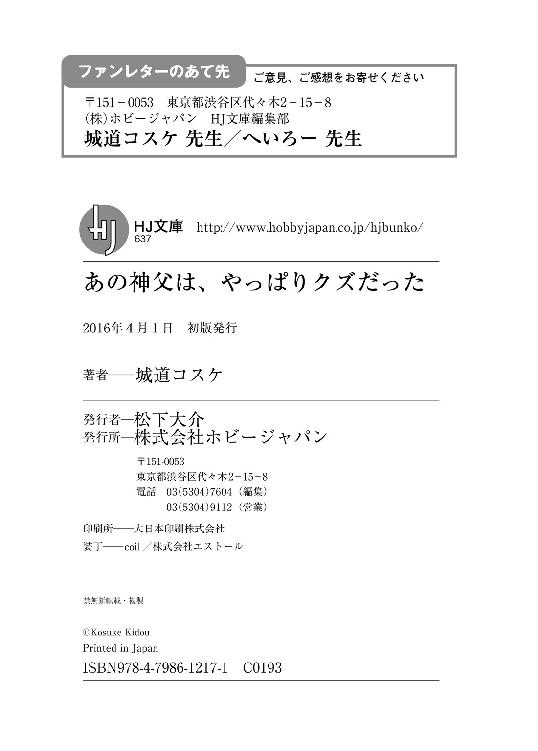 ファンレターのあて先
ご意見、ご感想をお寄せください
〒151-0053 東京都渋谷区代々木2-15-8
(株)ホビージャパン HJ文庫編集部
城道コスケ 先生／へいろー 先生
HJ
HJ文庫 http://www.hobbyjapan.co.jp/hjbunko/
637
あの神父は、やっぱりクズだった
2016年4月1日 初版発行
著者──城道コスケ
発行者─松下大介
発行所─株式会社ホビージャパン
〒151-0053
東京都渋谷区代々木2-15-8
電話 03(5304)7604（編集）
03(5304)9112（営業）
印刷所──大日本印刷株式会社
装丁──coil／株式会社エストール
禁無断転載・複製
©Kosuke Kidou
Printed in Japan
ISBN978-4-7986-1217-1 C0193